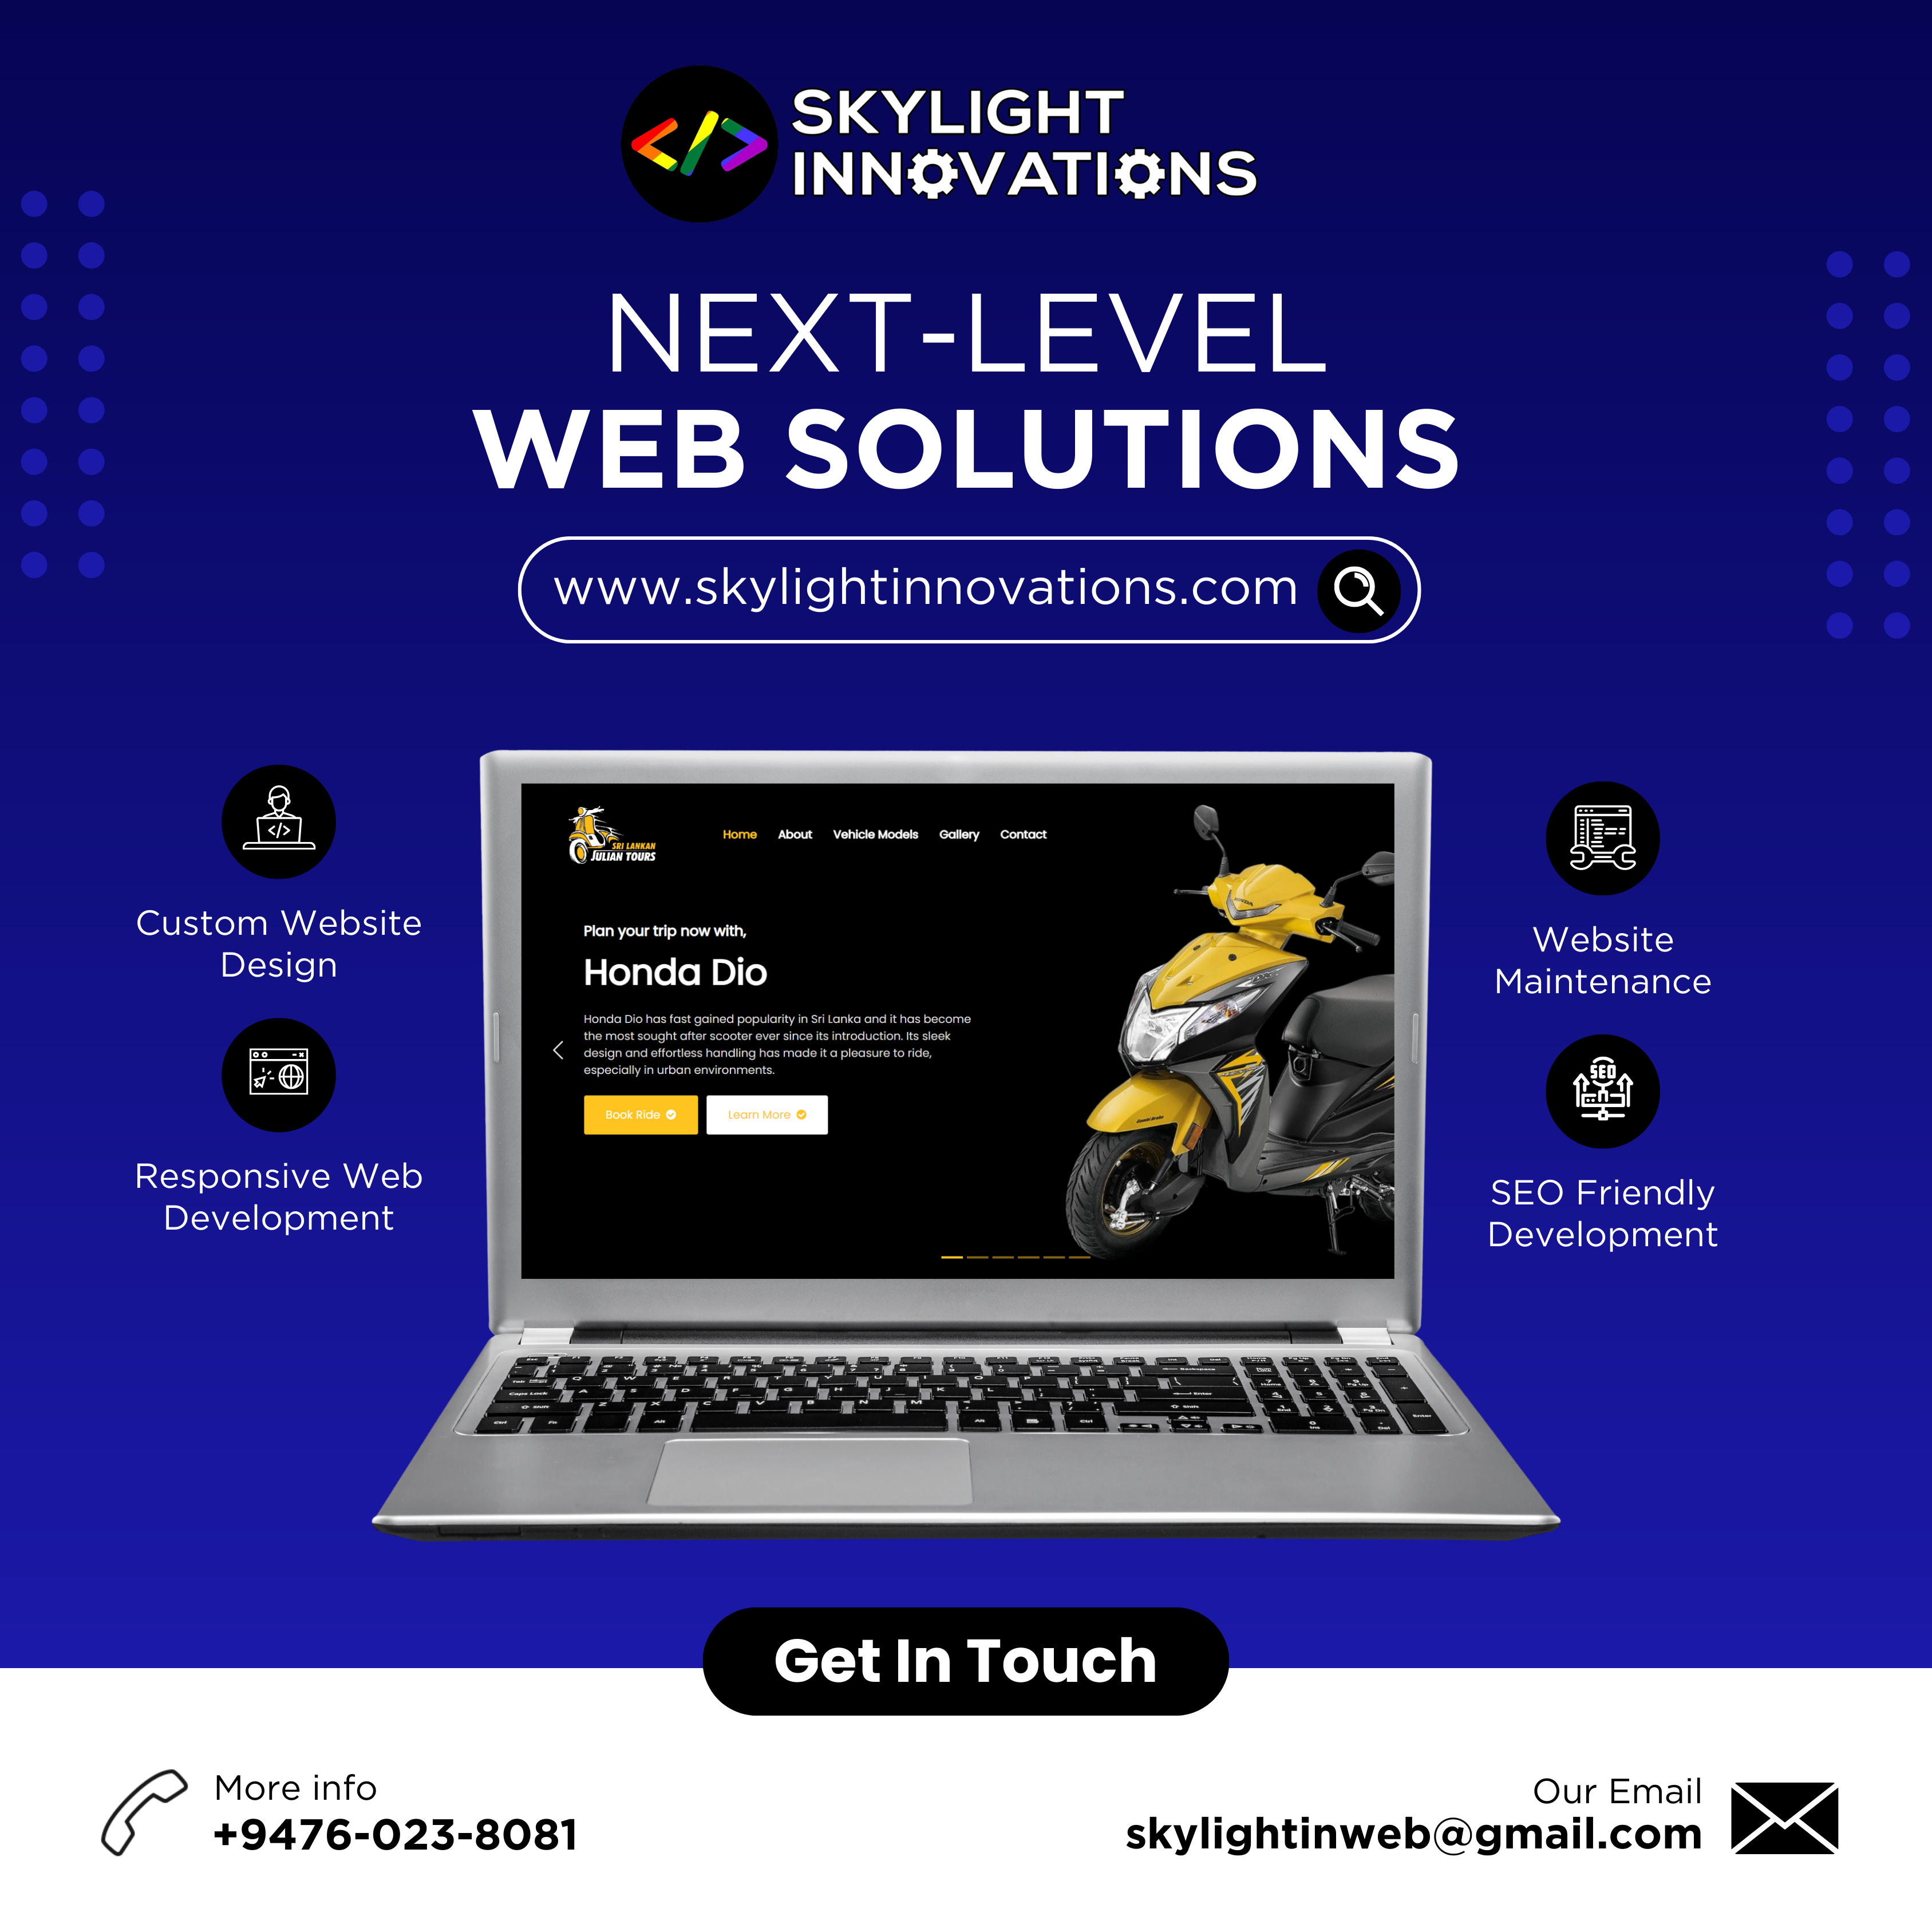 </>
SKYLIGHT
INNOVATIONS
NEXT-LEVEL
WEB SOLUTIONS
www.skylightinnovations.com
Custom Website
Design
Responsive Web
Development
SRI LANKAN
JULIAN TOURS
Home About Vehicle Models Gallery Contact
Plan your trip now with,
Honda Dio
Honda Dio has fast gained popularity in Sri Lanka and it has become
the most sought after scooter ever since its introduction. Its sleek
design and effortless handling has made it a pleasure to ride,
especially in urban environments.
Book Ride
Learn More
HONDA
Website
Maintenance
SEO
SEO Friendly
Development
Get In Touch
More info
+9476-023-8081
Our Email
skylightinweb@gmail.com